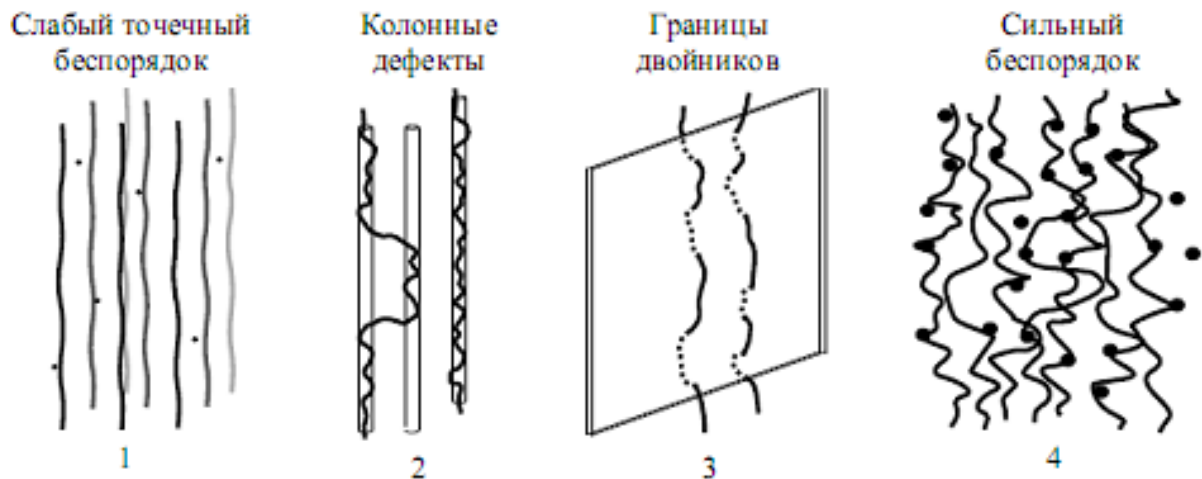 Слабый точечный
беспорядок
Колонные
дефекты
Границы
двойников
Сильный
беспорядок
1
2
3
4